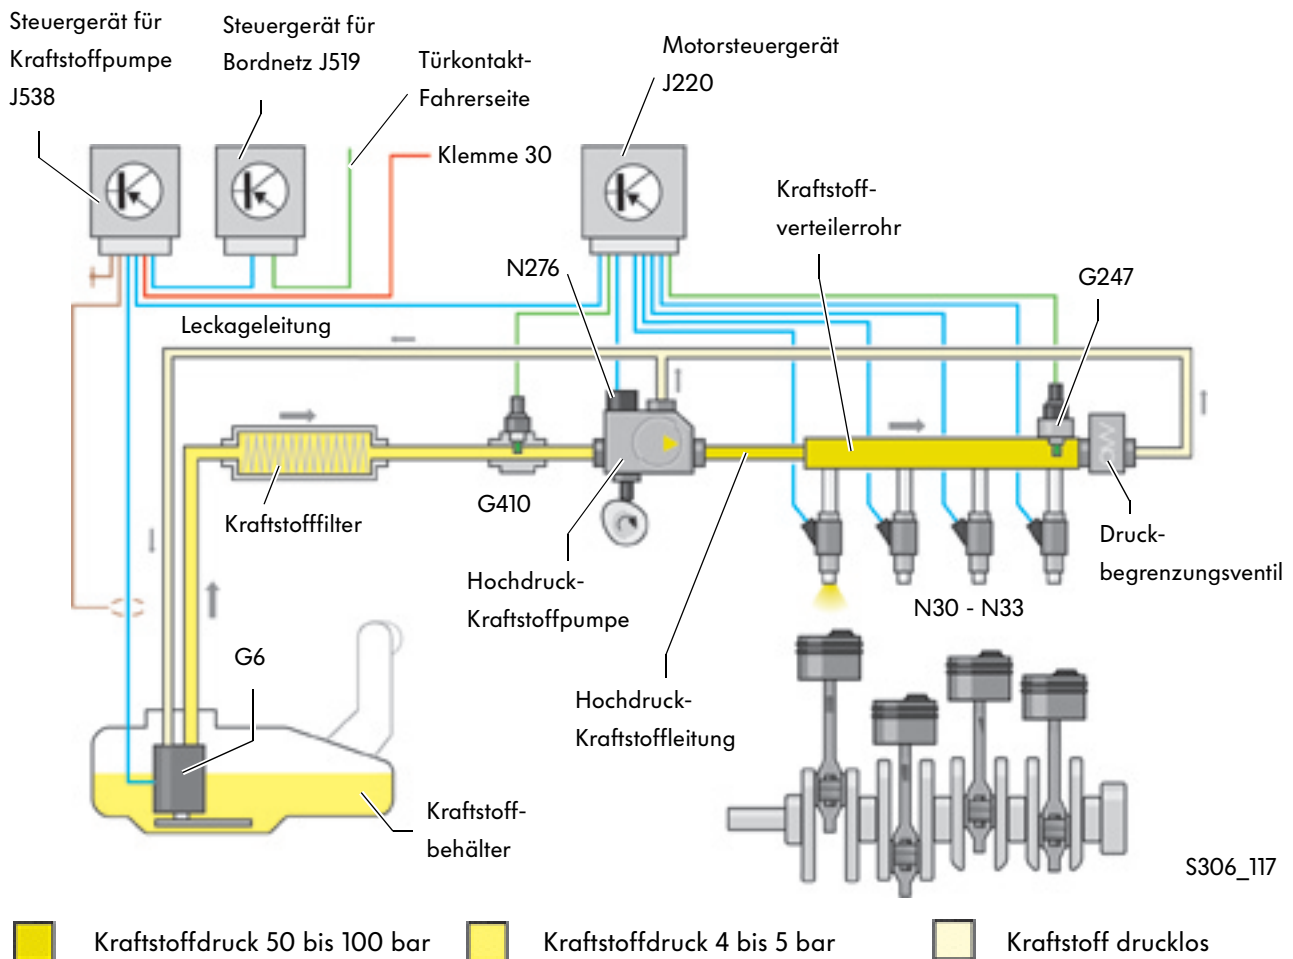 Steuergerät für
Kraftstoffpumpe
J538
Steuergerät für
Bordnetz J519
Türkontakt-
Fahrerseite
Klemme 30
Motorsteuergerät
J220
Kraftstoff-
verteilerrohr
N276
G247
Leckageleitung
Kraftstofffilter
G410
Hochdruck-
Kraftstoffpumpe
Druck-
begrenzungsventil
N30 - N33
G6
Hochdruck-
Kraftstoffleitung
Kraftstoff-
behälter
S306_117
Kraftstoffdruck 50 bis 100 bar
Kraftstoffdruck 4 bis 5 bar
Kraftstoff drucklos